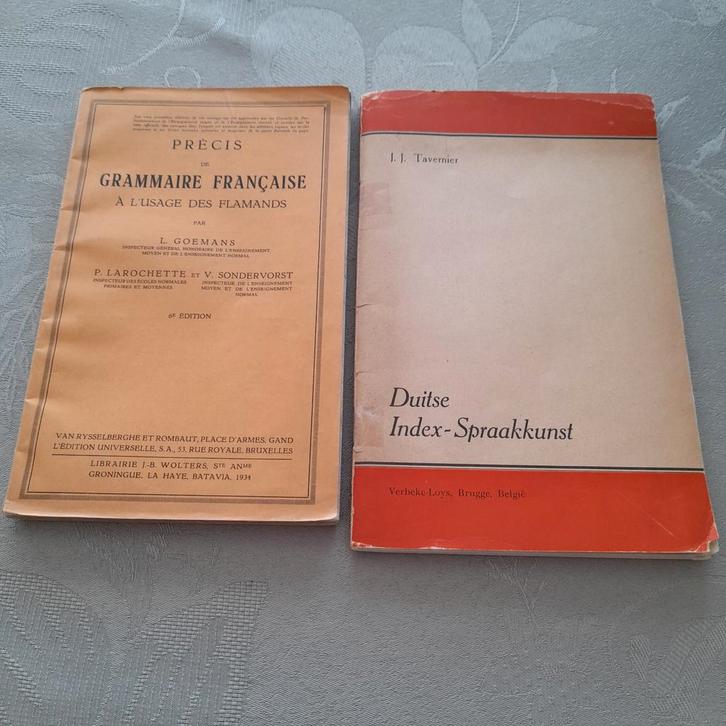 PRÉCIS
DE
GRAMMAIRE FRANÇAISE
À L'USAGE DES FLAMANDS
PAR
L. GOEMANS
INSPECTEUR GÉNÉRAL HONORAIRE DE L'ENSEIGNEMENT
MOYEN ET DE L'ENSEIGNEMENT NORMAL
P. LAROCHETTE ET V. SONDERVORST
INSPECTEUR DES ÉCOLES NORMALES
PRIMAIRES ET MOYENNES
INSPECTEUR DE L'ENSEIGNEMENT
MOYEN ET DE L'ENSEIGNEMENT
NORMAL
6E ÉDITION
VAN RYSSELBERGHE ET ROMBAUT, PLACE D'ARMES, GAND
L'ÉDITION UNIVERSELLE, S.A., 53, RUE ROYALE, BRUXELLES
LIBRAIRIE J.-B. WOLTERS, STE ANME
GRONINGUE, LA HAYE, BATAVIA, 1934
J. J. Tavernier
Duitse
Index-Spraakkunst
Verbeke-Loys, Brugge, België